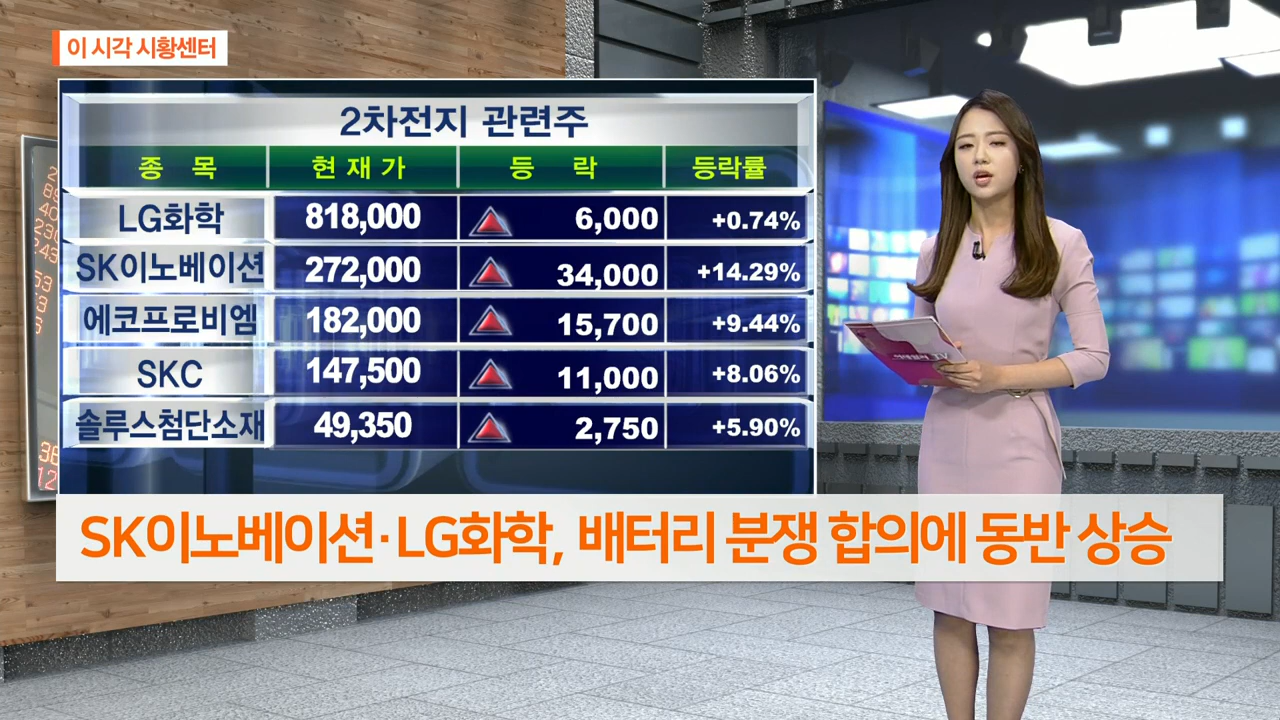 이 시각 시황센터
2차전지 관련주
종 목 현 재 가 등 락 등락률
LG화학 818,000 ▲ 6,000 +0.74%
SK이노베이션 272,000 ▲ 34,000 +14.29%
에코프로비엠 182,000 ▲ 15,700 +9.44%
SKC 147,500 ▲ 11,000 +8.06%
솔루스첨단소재 49,350 ▲ 2,750 +5.90%
SK이노베이션·LG화학, 배터리 분쟁 합의에 동반 상승